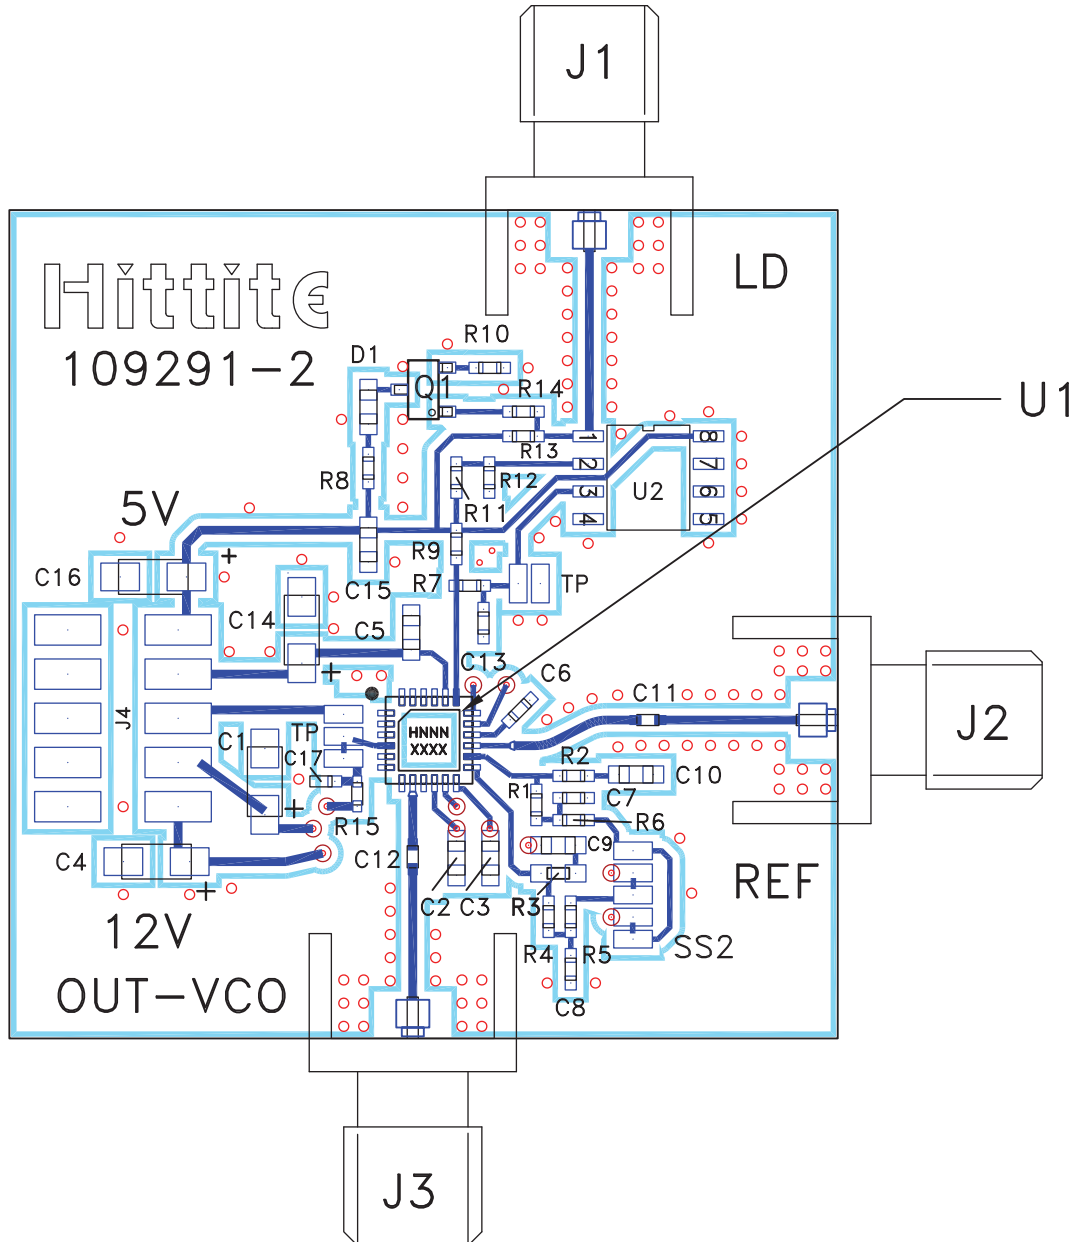 J1
LD
Hittite
109291-2
R10
D1
Q1
R14
U1
1
8
R13
2
7
R8
R12
U2
3
6
5V
R11
4
5
+
R9
C16
C15
R7
TP
C14
C5
+
C13
C6
C11
J4
C1
TP
HNNN
XXXX
J2
C17
R2
C10
R1
C7
+
R15
R6
C9
C4
C12
+
C2
C3
R3
REF
12V
R4
R5
SS2
OUT-VCO
C8
J3